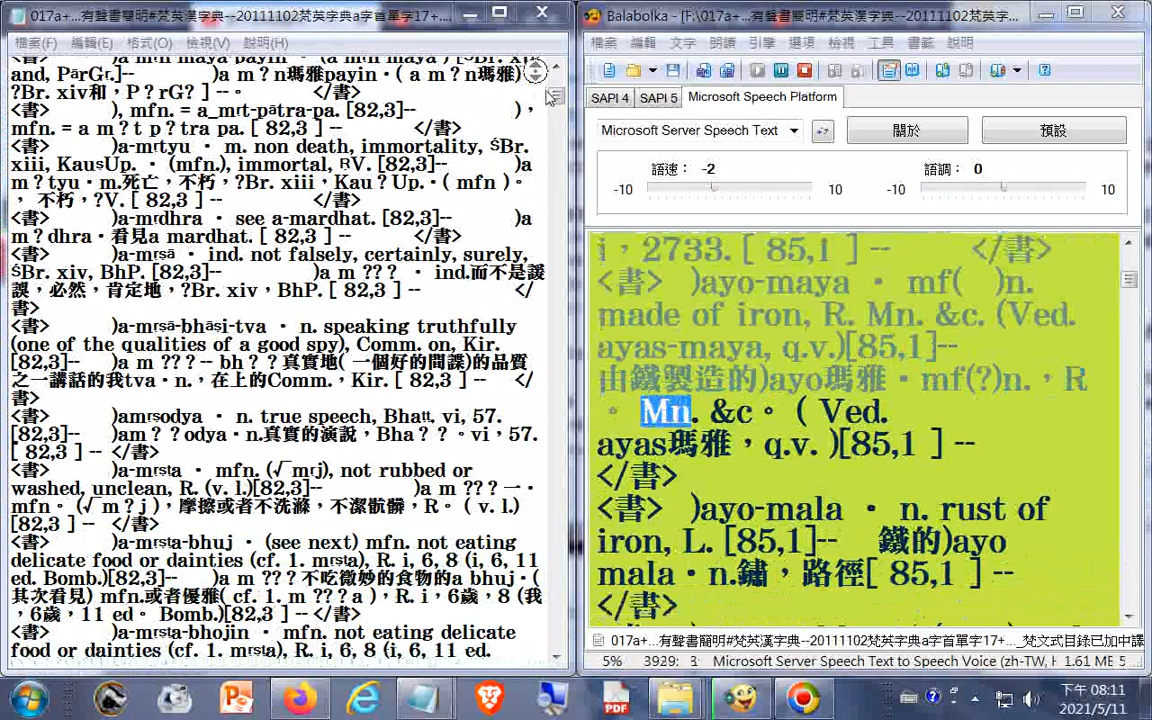 017a+...有聲書簡明#梵英漢字典--20111102梵英字典a字首單字17+...
檔案(F) 編輯(E) 格式(O) 檢視(V) 說明(H)
and, PārGr.]-- )a m ? n瑪雅payin‧( a m ? n瑪雅)
?Br. xiv和，P ? rG? ] --。 </書>
<書> ), mfn. = a_mṛt-pātra-pa. [82,3]-- )，
mfn. = a m ? t p ? tra pa. [ 82,3 ] -- </書>
<書> )a-mṛtyu ‧ m. non death, immortality, ŚBr.
xiii, KausUp. ‧ (mfn.), immortal, RV. [82,3]-- )a
m ? tyu‧m.死亡，不朽，?Br. xiii，Kau ? Up.‧( mfn )。
，不朽，?V. [ 82,3 ] -- </書>
<書> )a-mṛdhra ‧ see a-mardhat. [82,3]-- )a
m ? dhra‧看見a mardhat. [ 82,3 ] -- </書>
<書> )a-mṛṣā ‧ ind. not falsely, certainly, surely,
ŚBr. xiv, BhP. [82,3]-- )a m ??? ‧ ind.而不是謬
誤，必然，肯定地，?Br. xiv，BhP. [ 82,3 ] -- </
書>
<書> )a-mṛṣā-bhāṣi-tva ‧ n. speaking truthfully
(one of the qualities of a good spy), Comm. on, Kir.
[82,3]-- )a m ???-- bh ? ? 真實地( 一個好的間諜)的品質
之一講話的我tva‧n.，在上的Comm.，Kir. [ 82,3 ] -- </
書>
<書> )amṛṣodya ‧ n. true speech, Bhaṭṭ. vi, 57.
[82,3]-- )am ? ? odya‧n.真實的演說，Bha ? ? 。vi，57.
[ 82,3 ] -- </書>
<書> )a-mṛṣṭa ‧ mfn. (√mṛj), not rubbed or
washed, unclean, R. (v. l.)[82,3]-- )a m ???一‧
mfn。(√m ? j )，摩擦或者不洗滌，不潔骯髒，R。( v. l.)
[82,3 ] -- </書>
<書> )a-mṛṣṭa-bhuj ‧ (see next) mfn. not eating
delicate food or dainties (cf. 1. mṛṣṭa), R. i, 6, 8 (i, 6, 11
ed. Bomb.)[82,3]-- )a m ??? 不吃微妙的食物的a bhuj‧(
其次看見) mfn.或者優雅( cf. 1. m ???a )，R. i，6歲，8 (我
，6歲，11 ed。Bomb.)[82,3 ] -- </書>
<書> )a-mṛṣṭa-bhojin ‧ mfn. not eating delicate
food or dainties (cf. 1. mṛṣṭa), R. i, 6, 8 (i, 6, 11 ed.
Balabolka - [F:\017a+...有聲書簡明#梵英漢字典--20111102梵英字...
檔案 編輯 文字 朗讀 引擎 選項 檢視 工具 書籤 說明
SAPI 4 SAPI 5 Microsoft Speech Platform
Microsoft Server Speech Text 關於 預設
語速： -2 語調： 0
-10 10 -10 10
i，2733. [ 85,1 ] -- </書>
<書> )ayo-maya ‧ mf( )n.
made of iron, R. Mn. &c. (Ved.
ayas-maya, q.v.)[85,1]--
由鐵製造的)ayo瑪雅‧mf(?)n.，R
。Mn. &c。( Ved.
ayas瑪雅，q.v. )[85,1 ] --
</書>
<書> )ayo-mala ‧ n. rust of
iron, L. [85,1]-- 鐵的)ayo
mala‧n.鏽，路徑[ 85,1 ] --
</書>
017a+...有聲書簡明#梵英漢字典--20111102梵英字典a字首單字17+..._梵文式目錄已加中譯
5% 3929: Microsoft Server Speech Text to Speech Voice (zh-TW, H 1.61 MB
下午 08:11
2021/5/11